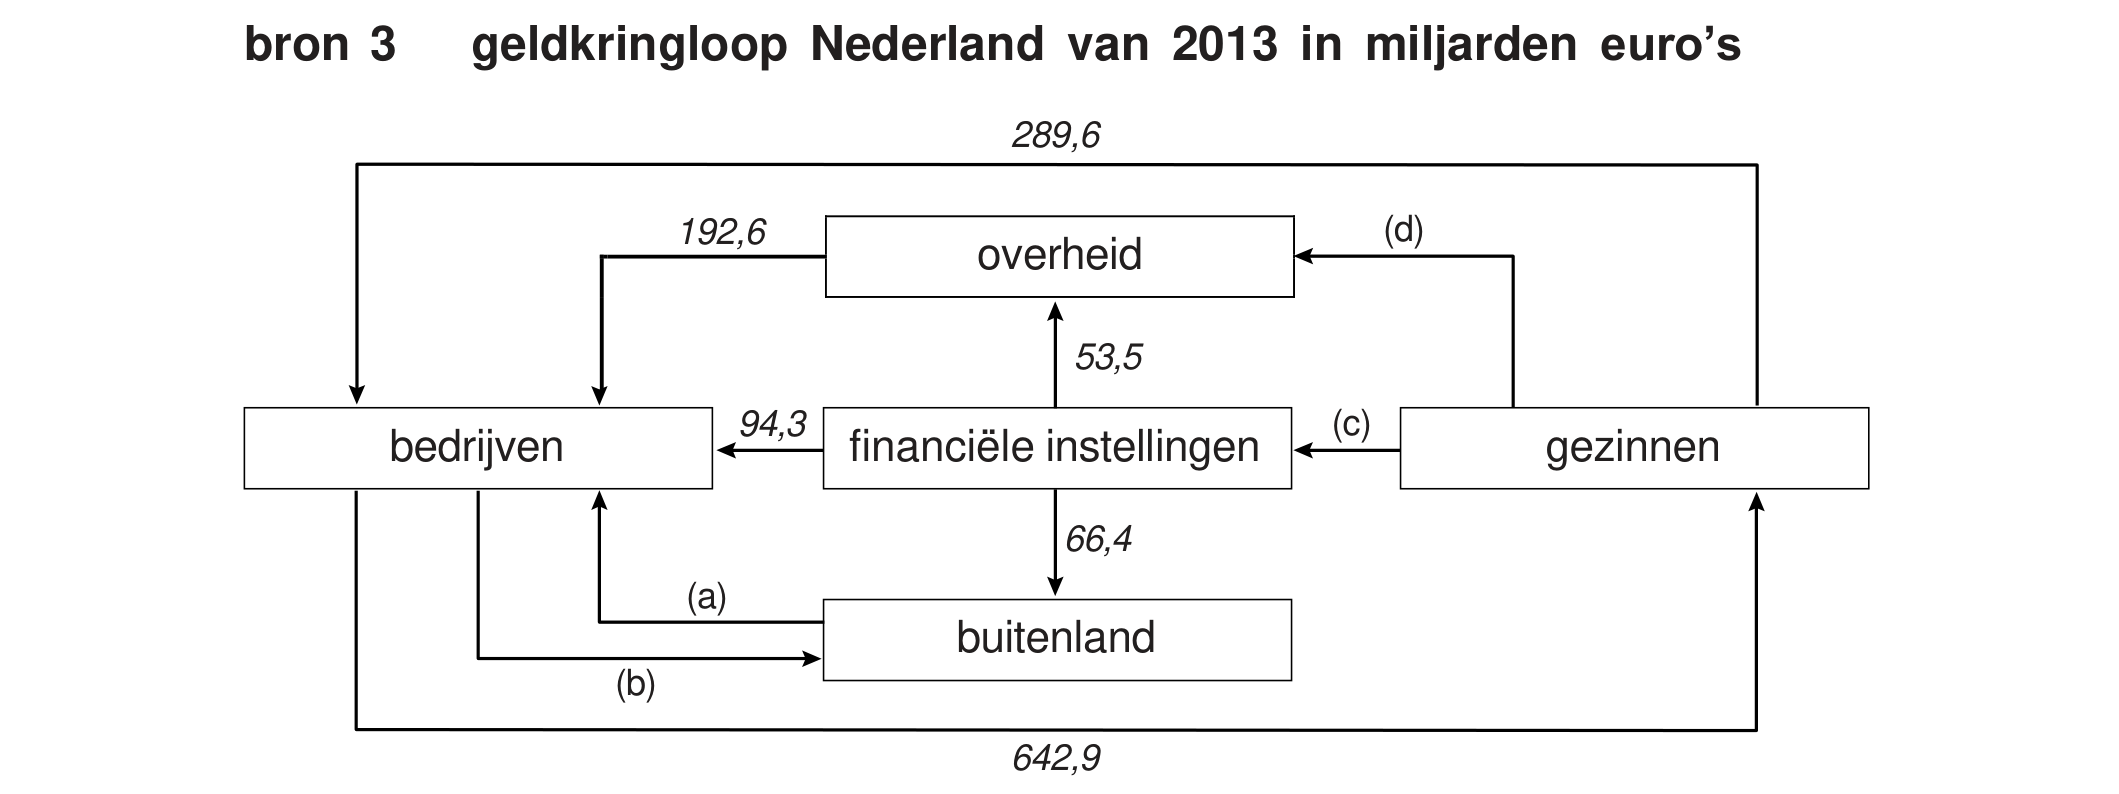 bron 3 geldkringloop Nederland van 2013 in miljarden euro’s
289,6
192,6
overheid
(d)
53,5
bedrijven
94,3
financiële instellingen
(c)
gezinnen
66,4
(a)
buitenland
(b)
642,9